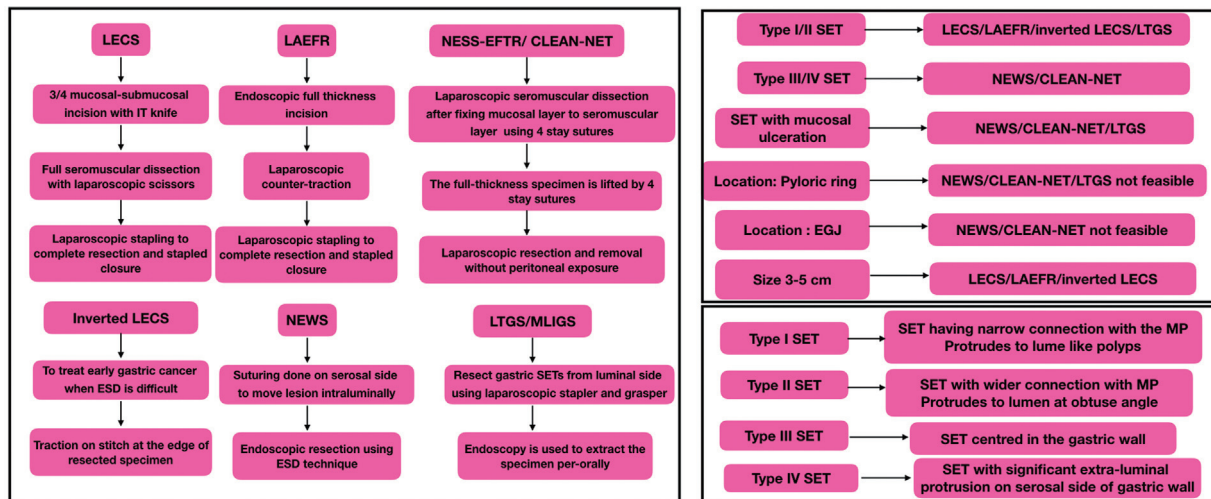 LECS
3/4 mucosal-submucosal
incision with IT knife
Full seromuscular dissection
with laparoscopic scissors
Laparoscopic stapling to
complete resection and stapled
closure
LAEFR
Endoscopic full thickness
incision
Laparoscopic
counter-traction
Laparoscopic stapling to
complete resection and stapled
closure
NESS-EFTR/ CLEAN-NET
Laparoscopic seromuscular dissection
after fixing mucosal layer to seromuscular
layer using 4 stay sutures
The full-thickness specimen is lifted by 4
stay sutures
Laparoscopic resection and removal
without peritoneal exposure
Inverted LECS
To treat early gastric cancer
when ESD is difficult
Traction on stitch at the edge of
resected specimen
NEWS
Suturing done on serosal side
to move lesion intraluminally
Endoscopic resection using
ESD technique
LTGS/MLIGS
Resect gastric SETs from luminal side
using laparoscopic stapler and grasper
Endoscopy is used to extract the
specimen per-orally
Type I/II SET
LECS/LAEFR/inverted LECS/LTGS
Type III/IV SET
NEWS/CLEAN-NET
SET with mucosal
ulceration
NEWS/CLEAN-NET/LTGS
Location: Pyloric ring
NEWS/CLEAN-NET/LTGS not feasible
Location : EGJ
NEWS/CLEAN-NET not feasible
Size 3-5 cm
LECS/LAEFR/inverted LECS
Type I SET
SET having narrow connection with the MP
Protrudes to lume like polyps
Type II SET
SET with wider connection with MP
Protrudes to lumen at obtuse angle
Type III SET
SET centred in the gastric wall
Type IV SET
SET with significant extra-luminal
protrusion on serosal side of gastric wall